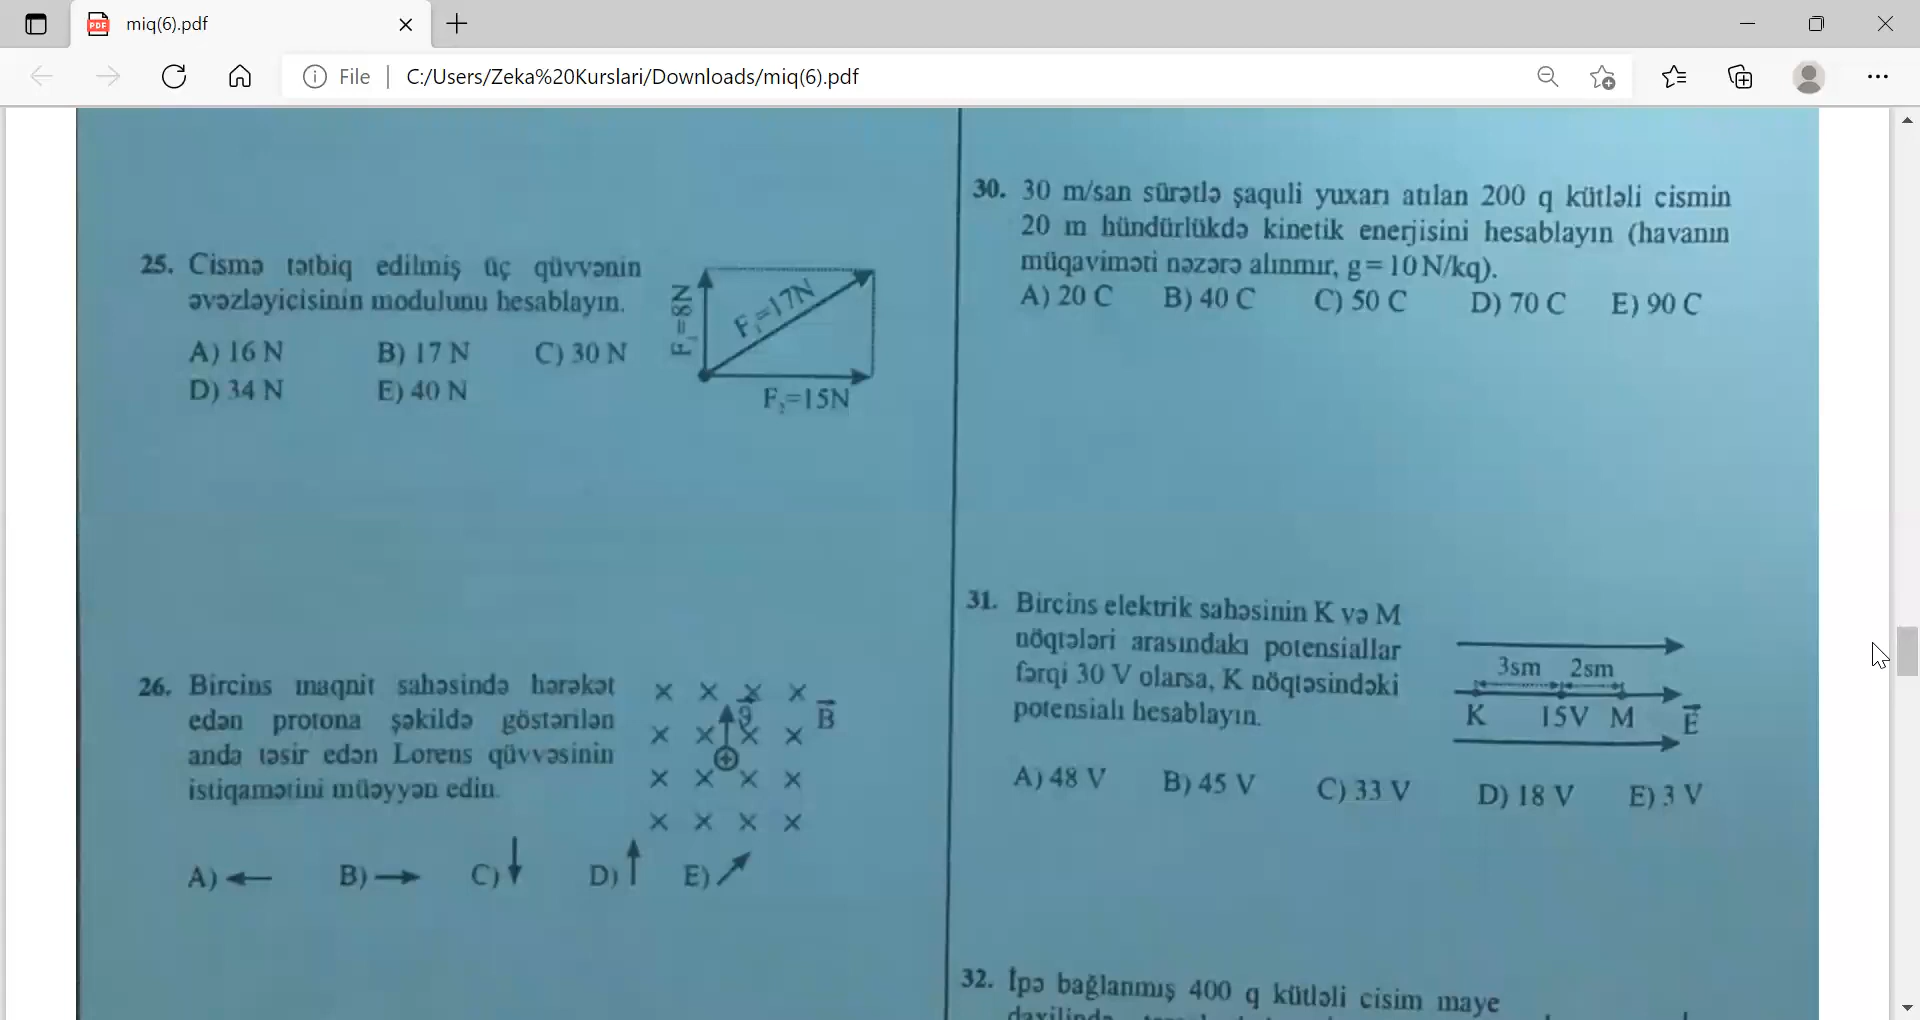 miq(6).pdf
File
C:/Users/Zeka%20Kurslari/Downloads/miq(6).pdf
25. Cismə tətbiq edilmiş üç qüvvənin
əvəzləyicisinin modulunu hesablayın.
A) 16 N B) 17 N C) 30 N
D) 34 N E) 40 N
F₁=8N
F₂=17N
F₃=15N
26. Bircins maqnit sahəsində hərəkət
edən protona şəkildə göstərilən
anda təsir edən Lorens qüvvəsinin
istiqamətini müəyyən edin.
× × × ×
ϑ B
× × × ×
× × × ×
× × × ×
A) ← B) → C) ↓ D) ↑ E) ↗
30. 30 m/san sürətlə şaquli yuxarı atılan 200 q kütləli cismin
20 m hündürlükdə kinetik enerjisini hesablayın (havanın
müqaviməti nəzərə alınmır, g=10 N/kq).
A) 20 C B) 40 C C) 50 C D) 70 C E) 90 C
31. Bircins elektrik sahəsinin K və M
nöqtələri arasındakı potensiallar
fərqi 30 V olarsa, K nöqtəsindəki
potensialı hesablayın.
3sm 2sm
K 15V M E
A) 48 V B) 45 V C) 33 V D) 18 V E) 3 V
32. İpə bağlanmış 400 q kütləli cisim maye
daxilində